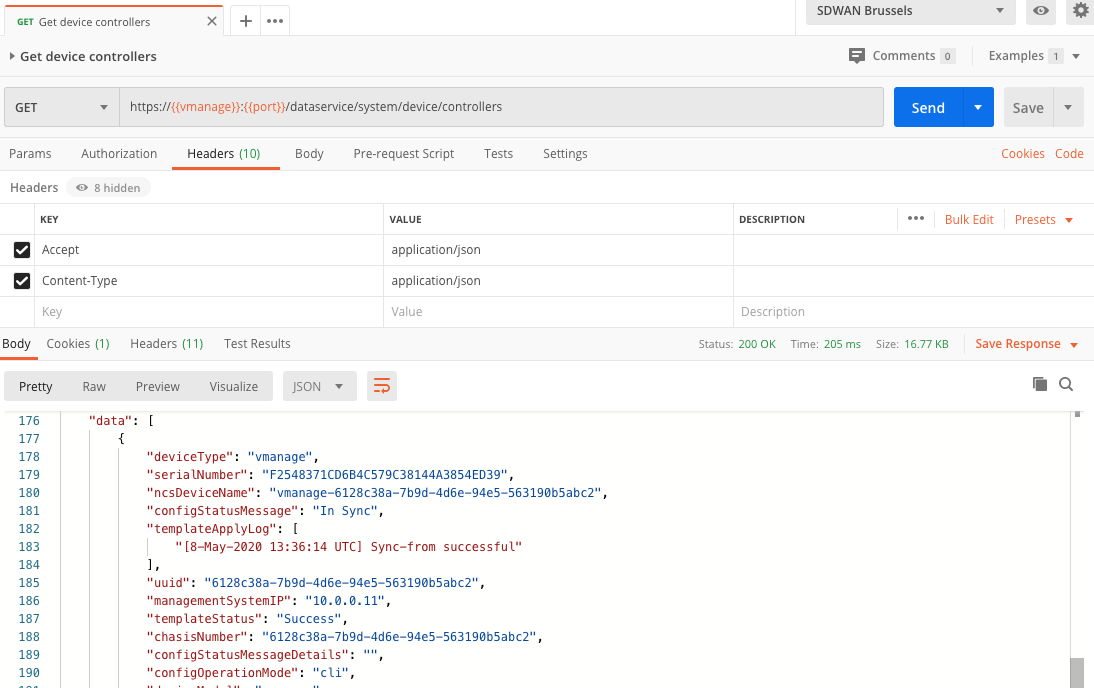 GET Get device controllers
SDWAN Brussels
Get device controllers
Comments 0
Examples 1
GET
https://{{vmanage}}:{{port}}/dataservice/system/device/controllers
Send
Save
Params Authorization Headers (10) Body Pre-request Script Tests Settings Cookies Code
Headers 8 hidden
KEY VALUE DESCRIPTION ••• Bulk Edit Presets
Accept application/json
Content-Type application/json
Key Value Description
Body Cookies (1) Headers (11) Test Results Status: 200 OK Time: 205 ms Size: 16.77 KB Save Response
Pretty Raw Preview Visualize JSON
176 "data": [
177 {
178 "deviceType": "vmanage",
179 "serialNumber": "F2548371CD6B4C579C38144A3854ED39",
180 "ncsDeviceName": "vmanage-6128c38a-7b9d-4d6e-94e5-563190b5abc2",
181 "configStatusMessage": "In Sync",
182 "templateApplyLog": [
183 "[8-May-2020 13:36:14 UTC] Sync-from successful"
184 ],
185 "uuid": "6128c38a-7b9d-4d6e-94e5-563190b5abc2",
186 "managementSystemIP": "10.0.0.11",
187 "templateStatus": "Success",
188 "chasisNumber": "6128c38a-7b9d-4d6e-94e5-563190b5abc2",
189 "configStatusMessageDetails": "",
190 "configOperationMode": "cli",